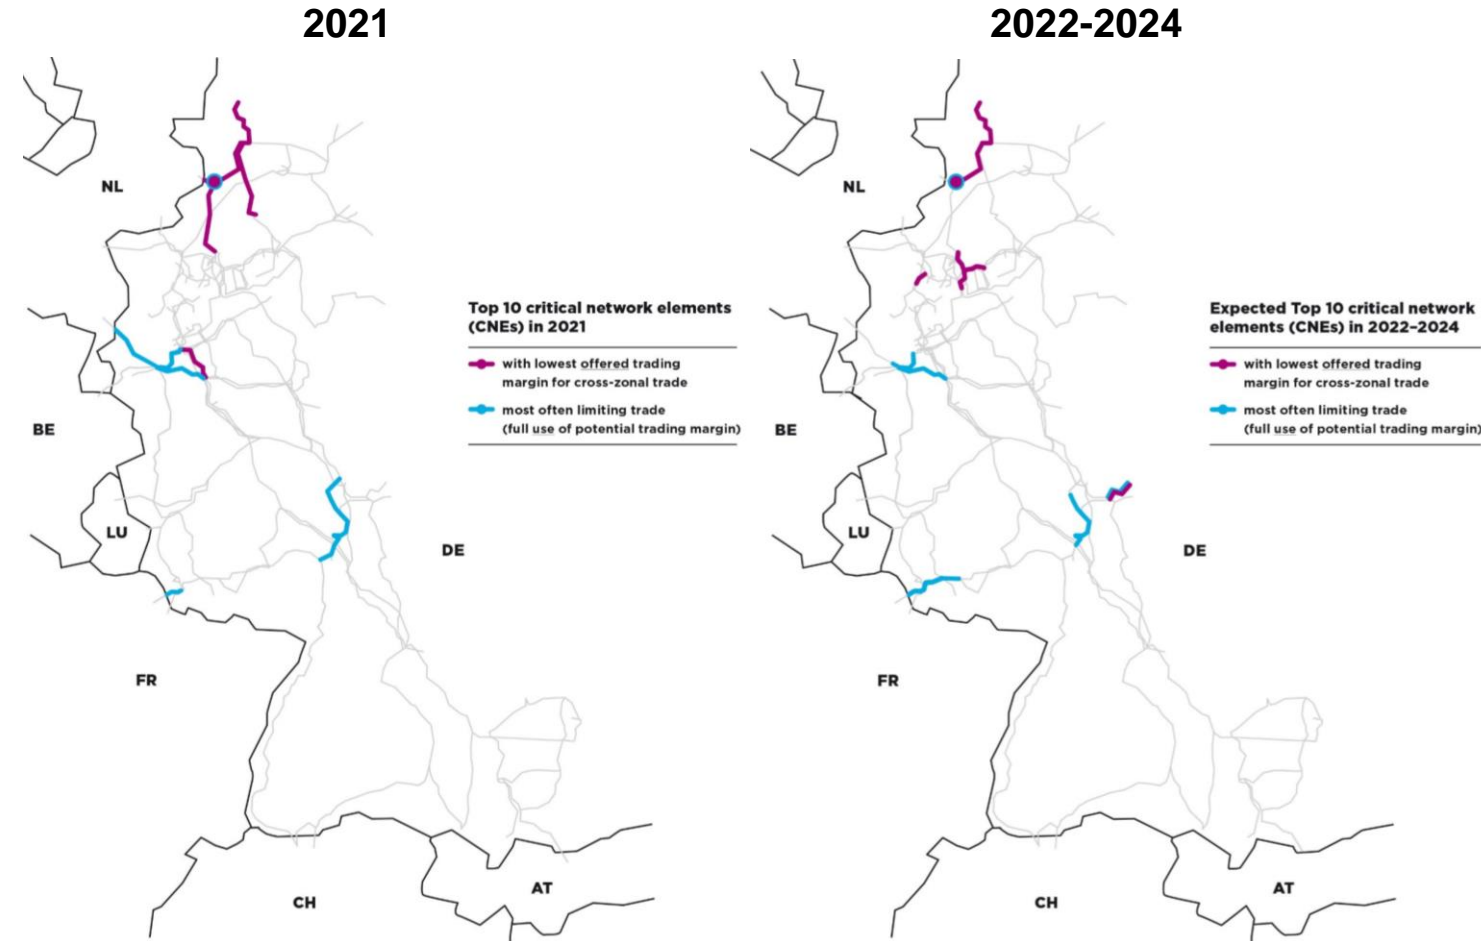 2021
2022-2024
NL
BE
LU
DE
FR
CH
AT
Top 10 critical network elements
(CNEs) in 2021
with lowest offered trading
margin for cross-zonal trade
most often limiting trade
(full use of potential trading margin)
NL
BE
LU
DE
FR
CH
AT
Expected Top 10 critical network
elements (CNEs) in 2022–2024
with lowest offered trading
margin for cross-zonal trade
most often limiting trade
(full use of potential trading margin)